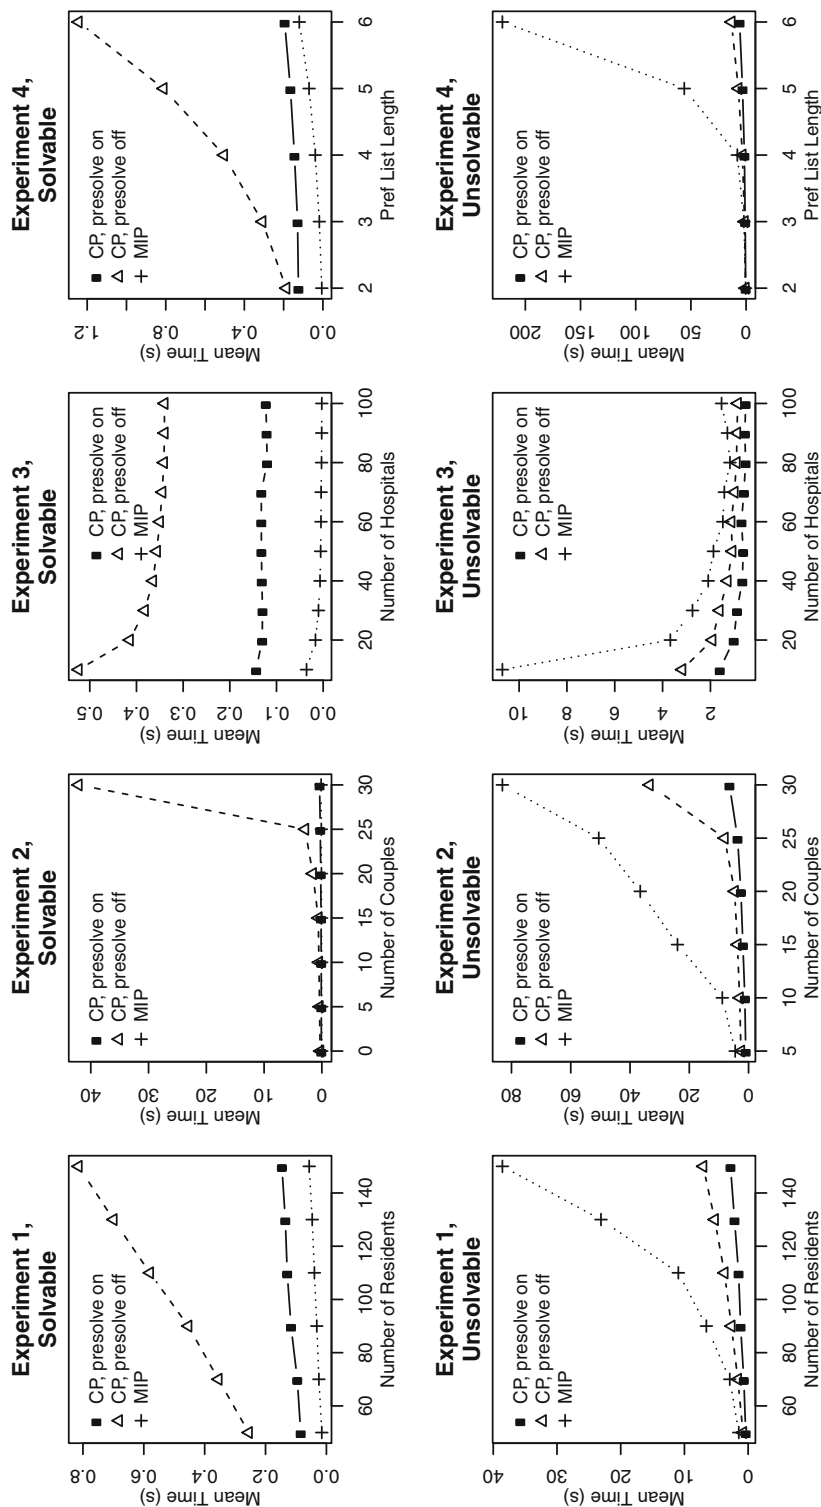 Experiment 1,
Solvable
CP, presolve on
CP, presolve off
MIP
Mean Time (s)
0.8
0.6
0.4
0.2
0.0
60 80 100 120 140
Number of Residents
Experiment 2,
Solvable
CP, presolve on
CP, presolve off
MIP
Mean Time (s)
40
30
20
10
0
0 5 10 15 20 25 30
Number of Couples
Experiment 3,
Solvable
CP, presolve on
CP, presolve off
MIP
Mean Time (s)
0.5
0.4
0.3
0.2
0.1
0.0
20 40 60 80 100
Number of Hospitals
Experiment 4,
Solvable
CP, presolve on
CP, presolve off
MIP
Mean Time (s)
1.2
0.8
0.4
0.0
2 3 4 5 6
Pref List Length
Experiment 1,
Unsolvable
CP, presolve on
CP, presolve off
MIP
Mean Time (s)
40
30
20
10
0
60 80 100 120 140
Number of Residents
Experiment 2,
Unsolvable
CP, presolve on
CP, presolve off
MIP
Mean Time (s)
80
60
40
20
0
5 10 15 20 25 30
Number of Couples
Experiment 3,
Unsolvable
CP, presolve on
CP, presolve off
MIP
Mean Time (s)
10
8
6
4
2
20 40 60 80 100
Number of Hospitals
Experiment 4,
Unsolvable
CP, presolve on
CP, presolve off
MIP
Mean Time (s)
200
150
100
50
0
2 3 4 5 6
Pref List Length